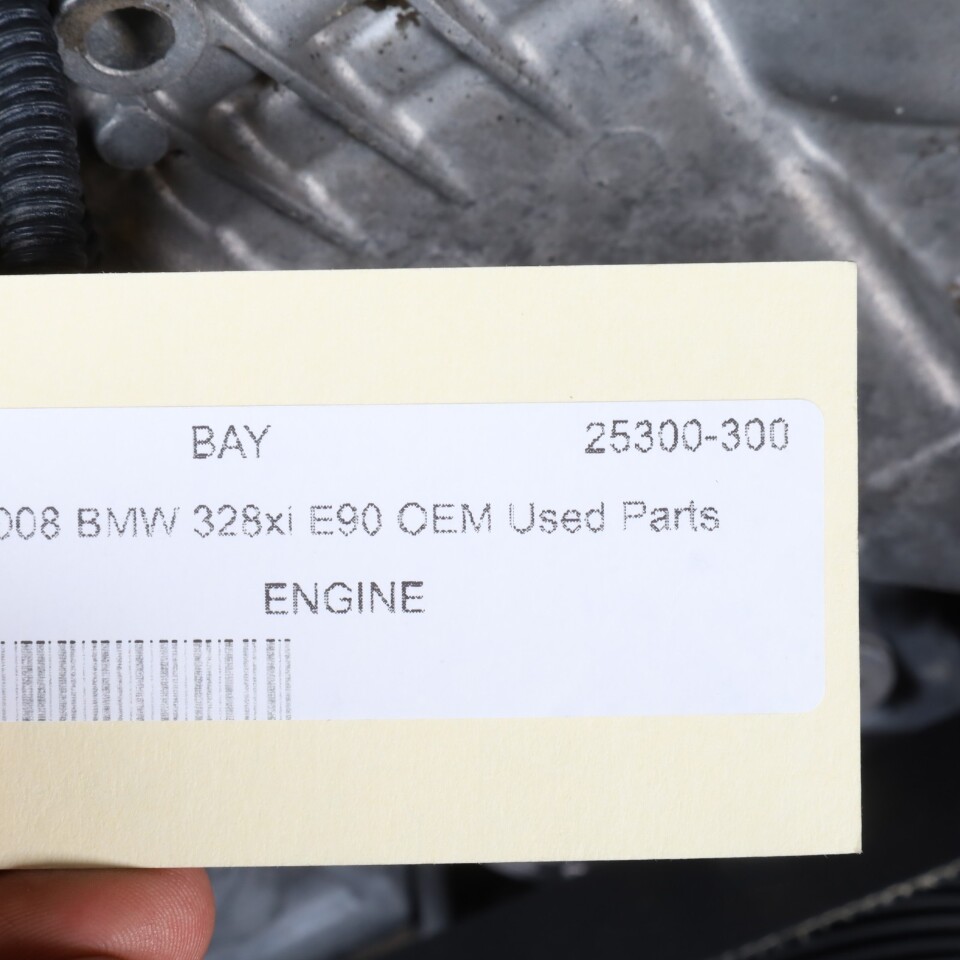 BAY 25300-300
008 BMW 328xi E90 OEM Used Parts
ENGINE